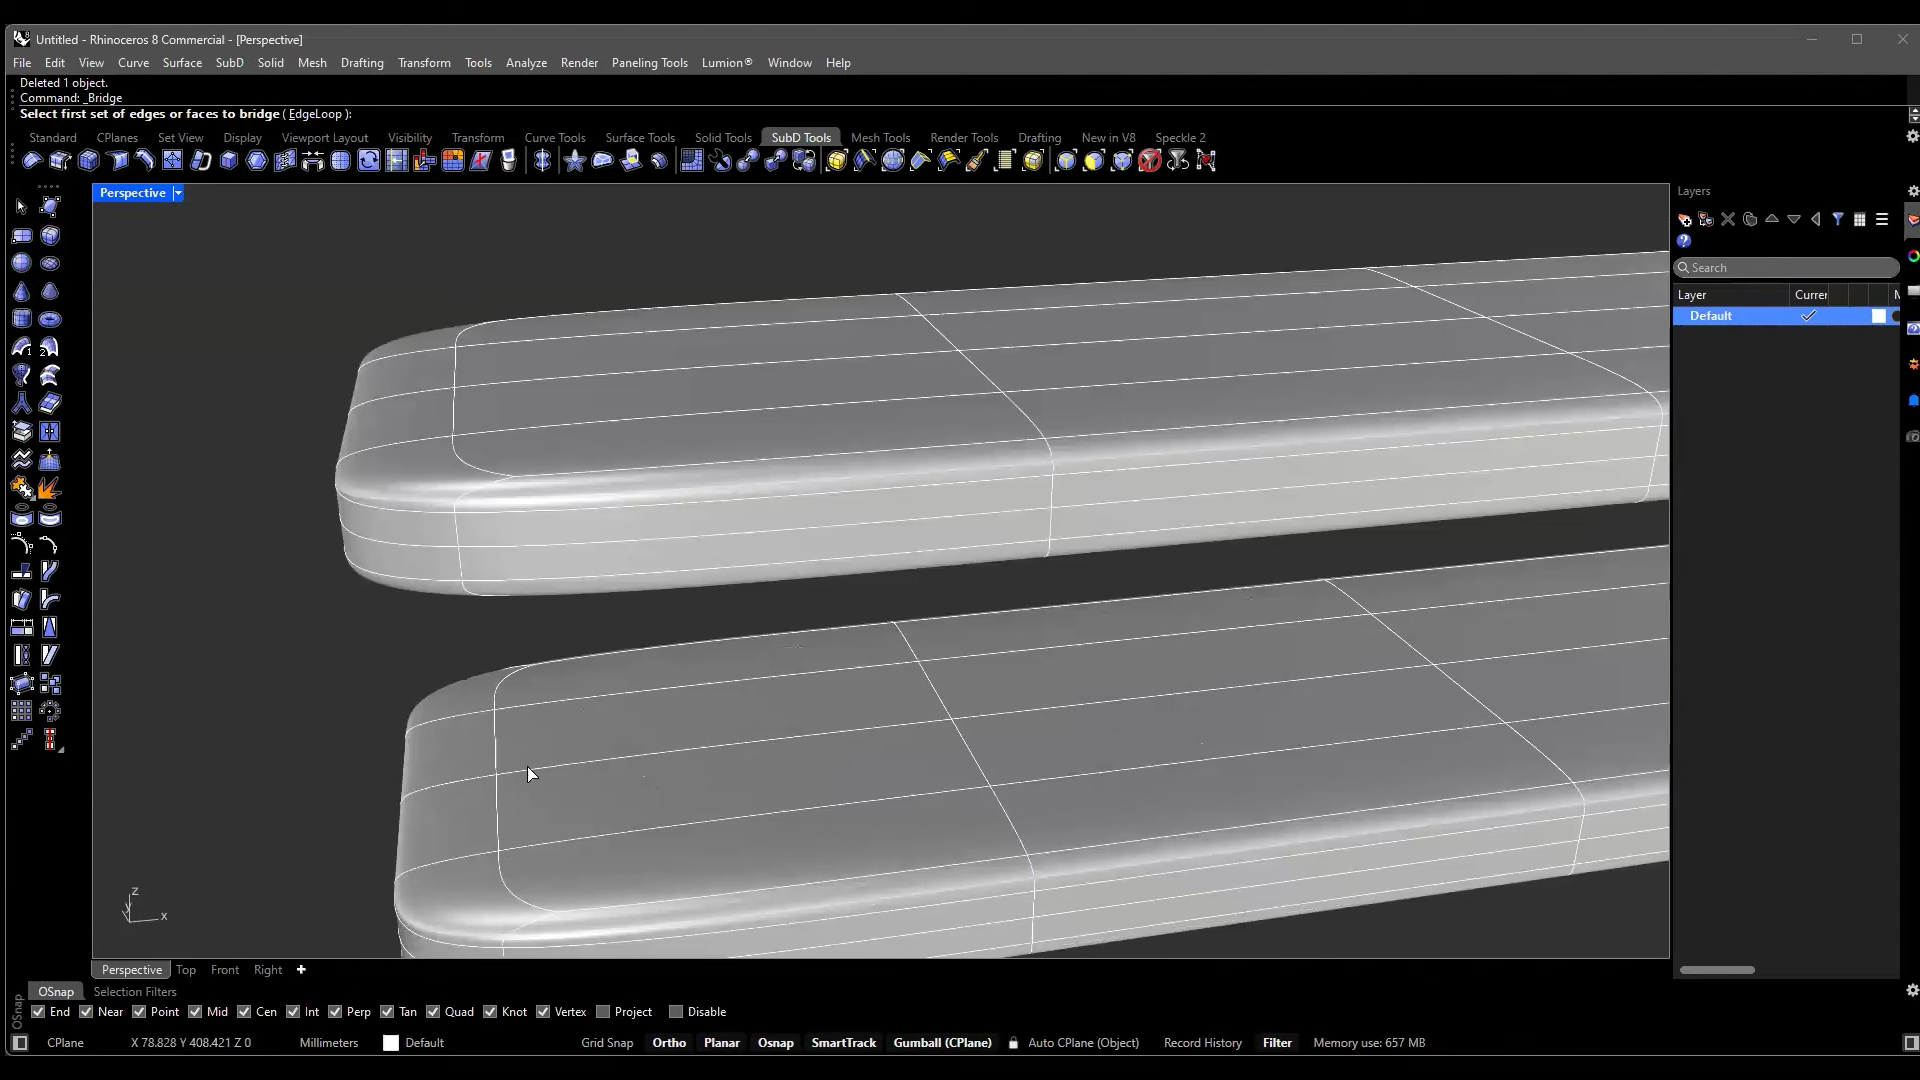 Untitled - Rhinoceros 8 Commercial - [Perspective]
File Edit View Curve Surface SubD Solid Mesh Drafting Transform Tools Analyze Render Paneling Tools Lumion® Window Help
Deleted 1 object.
Command: _Bridge
Select first set of edges or faces to bridge ( EdgeLoop ):
Standard CPlanes Set View Display Viewport Layout Visibility Transform Curve Tools Surface Tools Solid Tools SubD Tools Mesh Tools Render Tools Drafting New in V8 Speckle 2
Perspective
Layers
Search
Layer Currer
Default
z
y
x
Perspective Top Front Right
OSnap Selection Filters
OSnap
End Near Point Mid Cen Int Perp Tan Quad Knot Vertex Project Disable
CPlane X 78.828 Y 408.421 Z 0 Millimeters Default Grid Snap Ortho Planar Osnap SmartTrack Gumball (CPlane) Auto CPlane (Object) Record History Filter Memory use: 657 MB